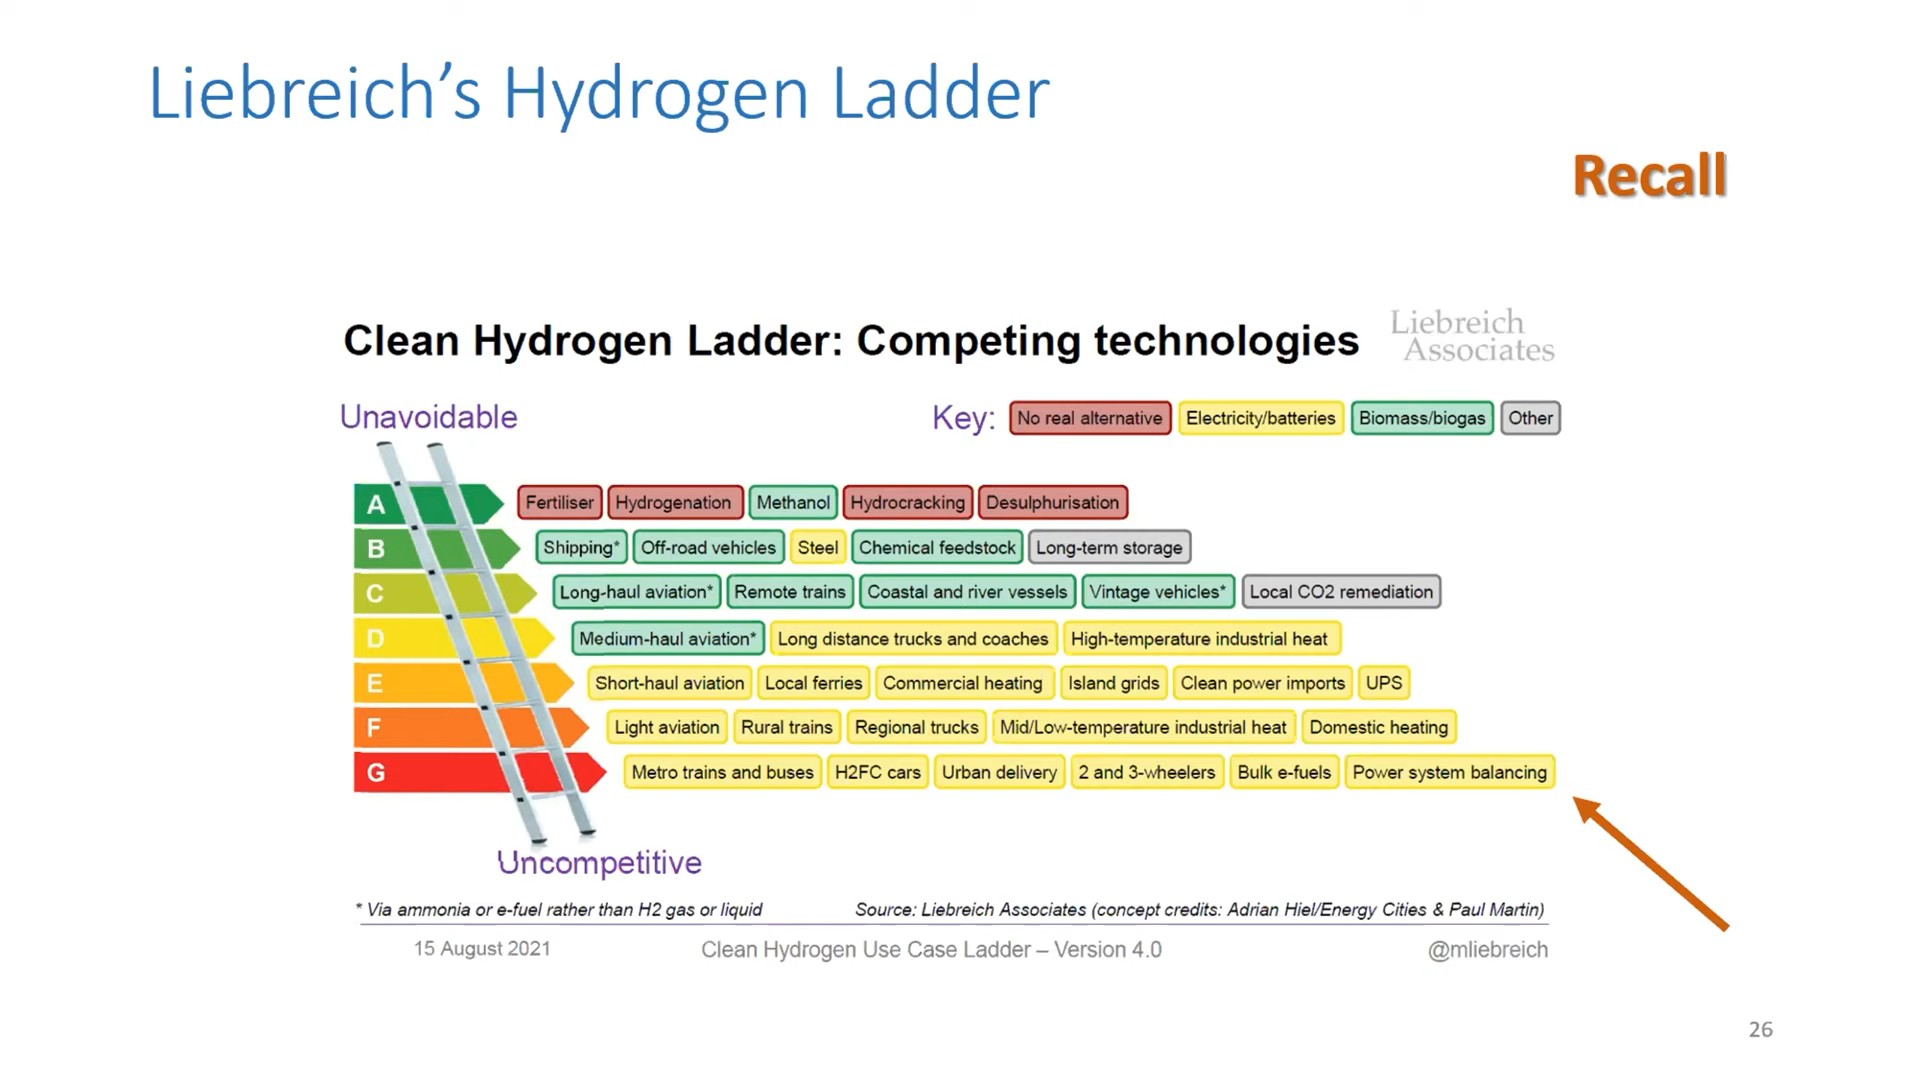 Liebreich’s Hydrogen Ladder
Recall
Clean Hydrogen Ladder: Competing technologies
Liebreich
Associates
Unavoidable
Key: No real alternative Electricity/batteries Biomass/biogas Other
A Fertiliser Hydrogenation Methanol Hydrocracking Desulphurisation
B Shipping* Off-road vehicles Steel Chemical feedstock Long-term storage
C Long-haul aviation* Remote trains Coastal and river vessels Vintage vehicles* Local CO2 remediation
D Medium-haul aviation* Long distance trucks and coaches High-temperature industrial heat
E Short-haul aviation Local ferries Commercial heating Island grids Clean power imports UPS
F Light aviation Rural trains Regional trucks Mid/Low-temperature industrial heat Domestic heating
G Metro trains and buses H2FC cars Urban delivery 2 and 3-wheelers Bulk e-fuels Power system balancing
Uncompetitive
* Via ammonia or e-fuel rather than H2 gas or liquid Source: Liebreich Associates (concept credits: Adrian Hiel/Energy Cities & Paul Martin)
15 August 2021 Clean Hydrogen Use Case Ladder – Version 4.0 @mliebreich
26